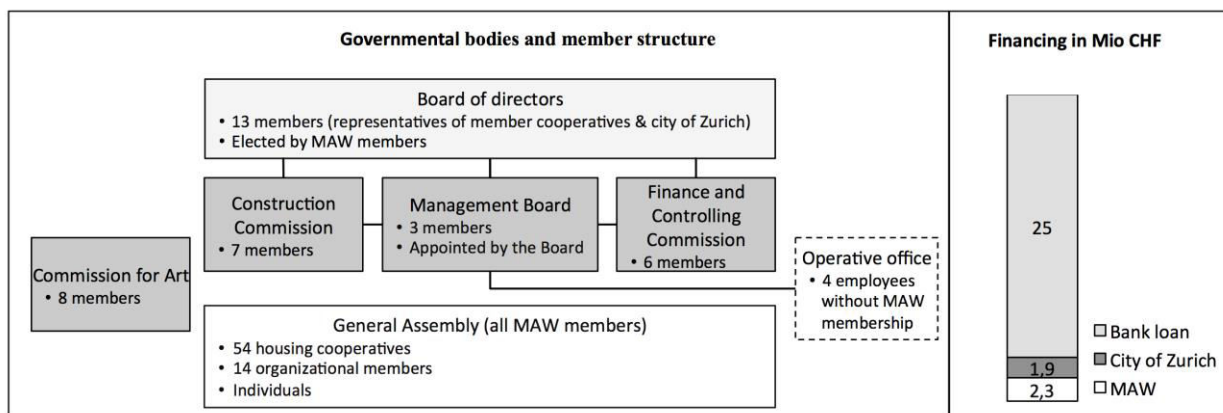 Governmental bodies and member structure
Board of directors
• 13 members (representatives of member cooperatives & city of Zurich)
• Elected by MAW members
Construction
Commission
• 7 members
Management Board
• 3 members
• Appointed by the Board
Finance and
Controlling
Commission
• 6 members
Commission for Art
• 8 members
Operative office
• 4 employees
without MAW
membership
General Assembly (all MAW members)
• 54 housing cooperatives
• 14 organizational members
• Individuals
Financing in Mio CHF
25
1,9
2,3
Bank loan
City of Zurich
MAW